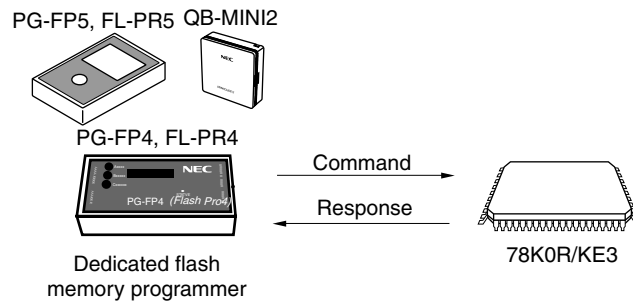 PG-FP5, FL-PR5
QB-MINI2
NEC
PG-FP4, FL-PR4
NEC
PG-FP4 (Flash Pro4)
Command
Response
78K0R/KE3
Dedicated flash
memory programmer